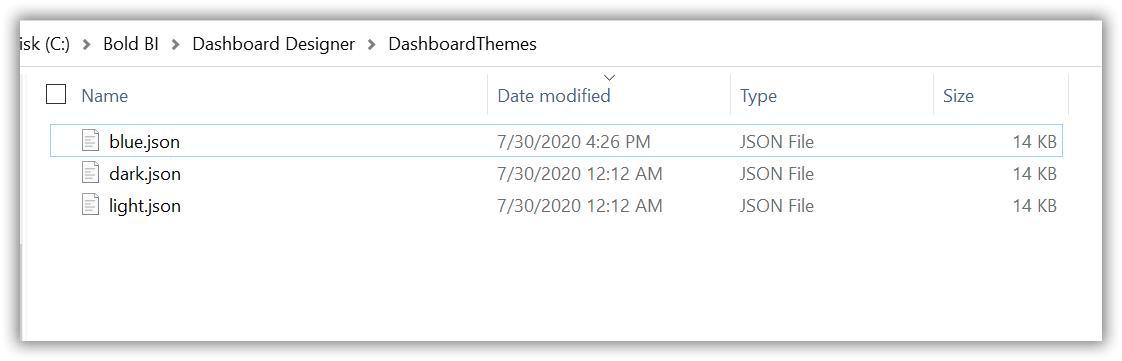 isk (C:) > Bold BI > Dashboard Designer > DashboardThemes
Name Date modified Type Size
blue.json 7/30/2020 4:26 PM JSON File 14 KB
dark.json 7/30/2020 12:12 AM JSON File 14 KB
light.json 7/30/2020 12:12 AM JSON File 14 KB